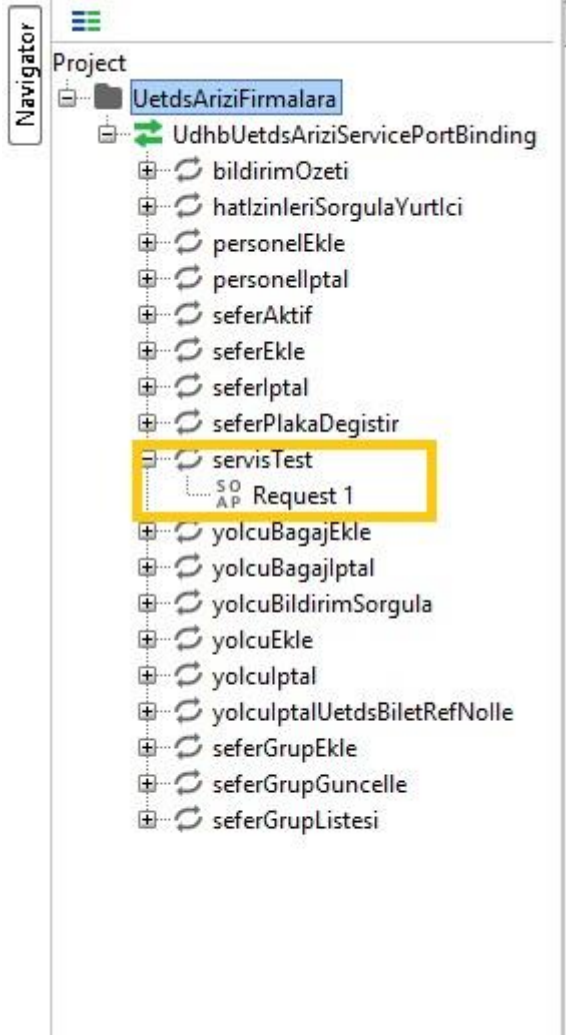 Navigator
Project
UetdsAriziFirmalara
UdhbUetdsAriziServicePortBinding
bildirimOzeti
hatIzinleriSorgulaYurtIci
personelEkle
personelIptal
seferAktif
seferEkle
seferIptal
seferPlakaDegistir
servisTest
SOAP Request 1
yolcuBagajEkle
yolcuBagajIptal
yolcuBildirimSorgula
yolcuEkle
yolcuIptal
yolcuIptalUetdsBiletRefNoIle
seferGrupEkle
seferGrupGuncelle
seferGrupListesi